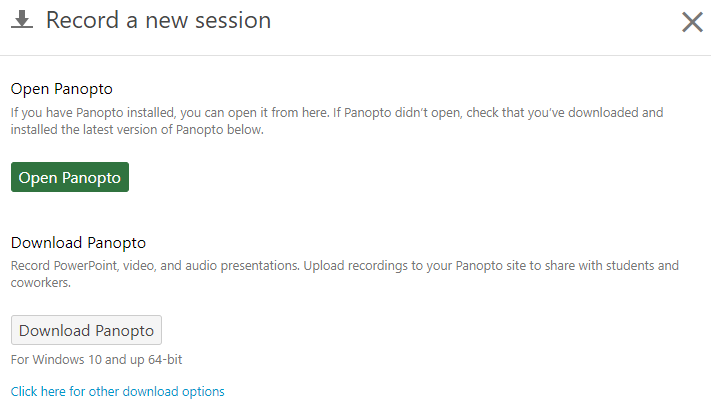 Record a new session
Open Panopto
If you have Panopto installed, you can open it from here. If Panopto didn’t open, check that you’ve downloaded and
installed the latest version of Panopto below.
Open Panopto
Download Panopto
Record PowerPoint, video, and audio presentations. Upload recordings to your Panopto site to share with students and
coworkers.
Download Panopto
For Windows 10 and up 64-bit
Click here for other download options